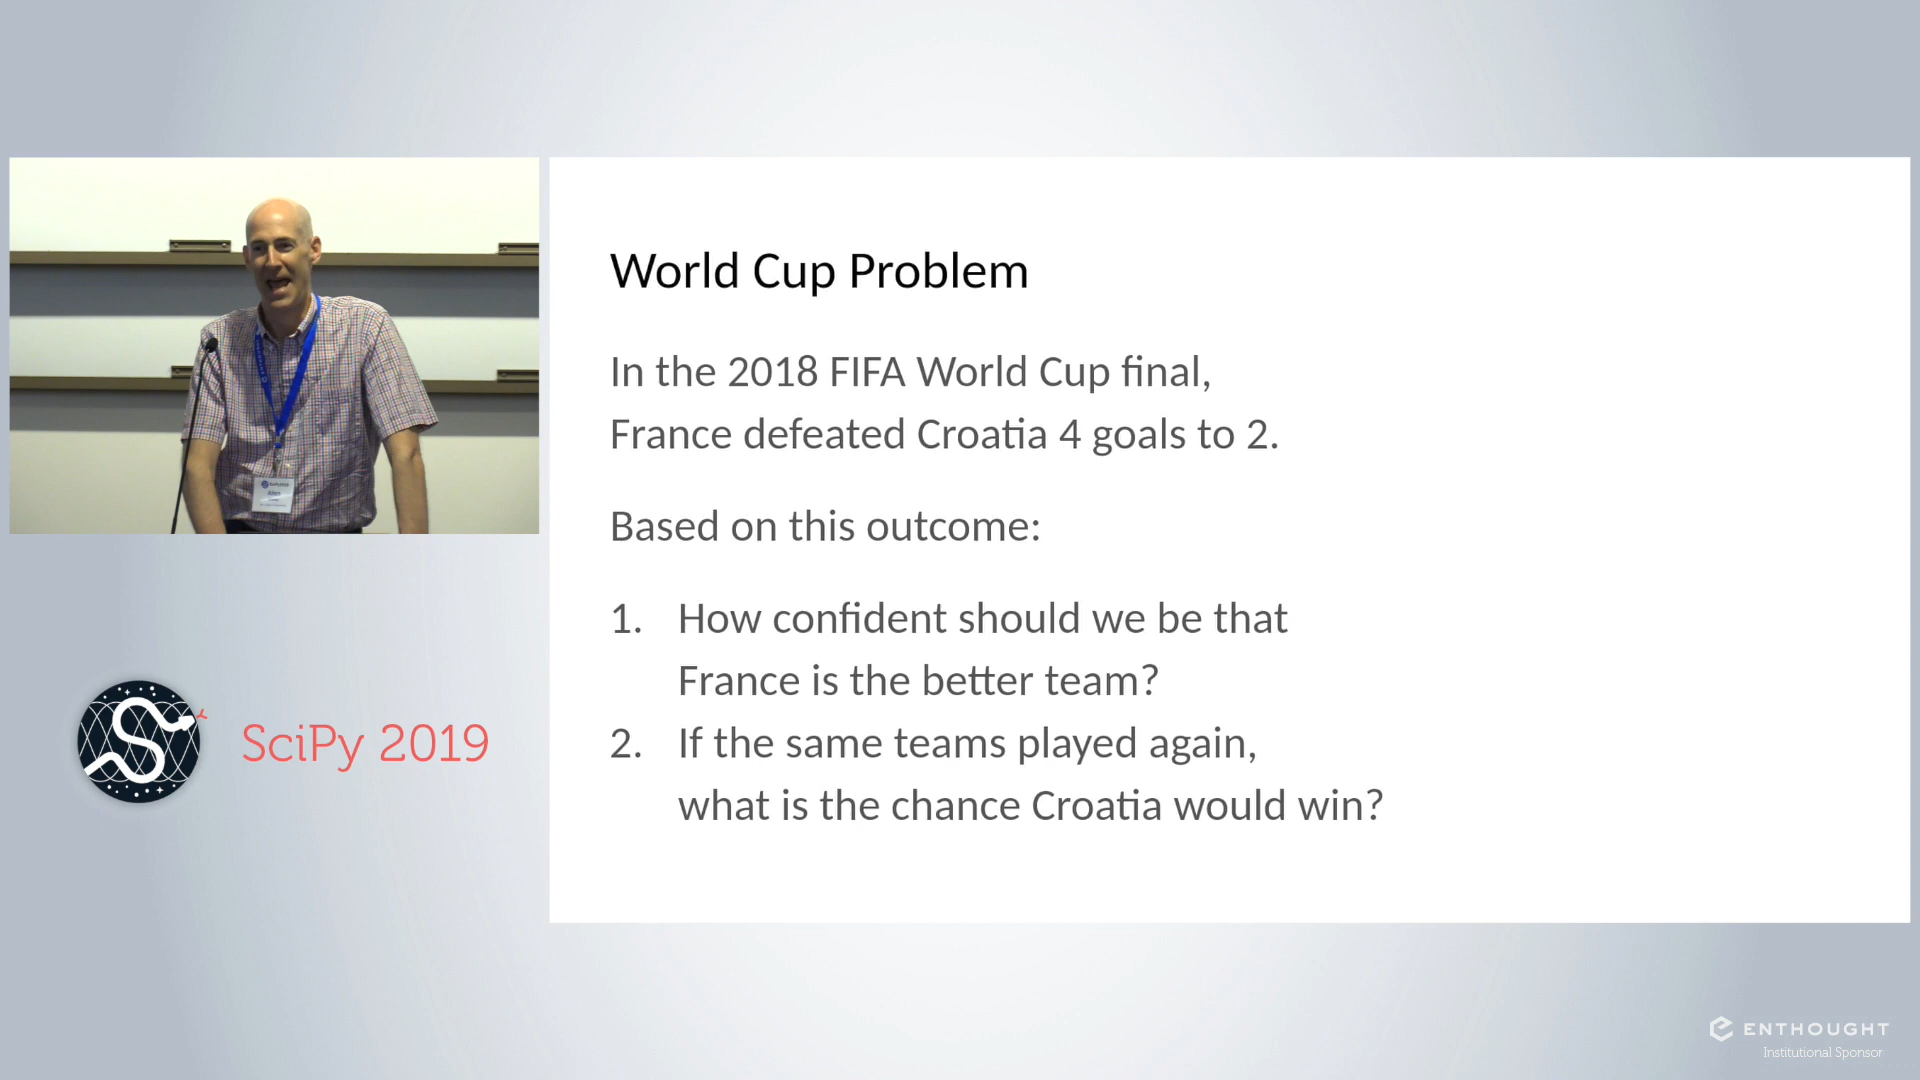 World Cup Problem
In the 2018 FIFA World Cup final,
France defeated Croatia 4 goals to 2.
Based on this outcome:
1. How confident should we be that
France is the better team?
2. If the same teams played again,
what is the chance Croatia would win?
Allen
SciPy 2019
ENTHOUGHT
Institutional Sponsor